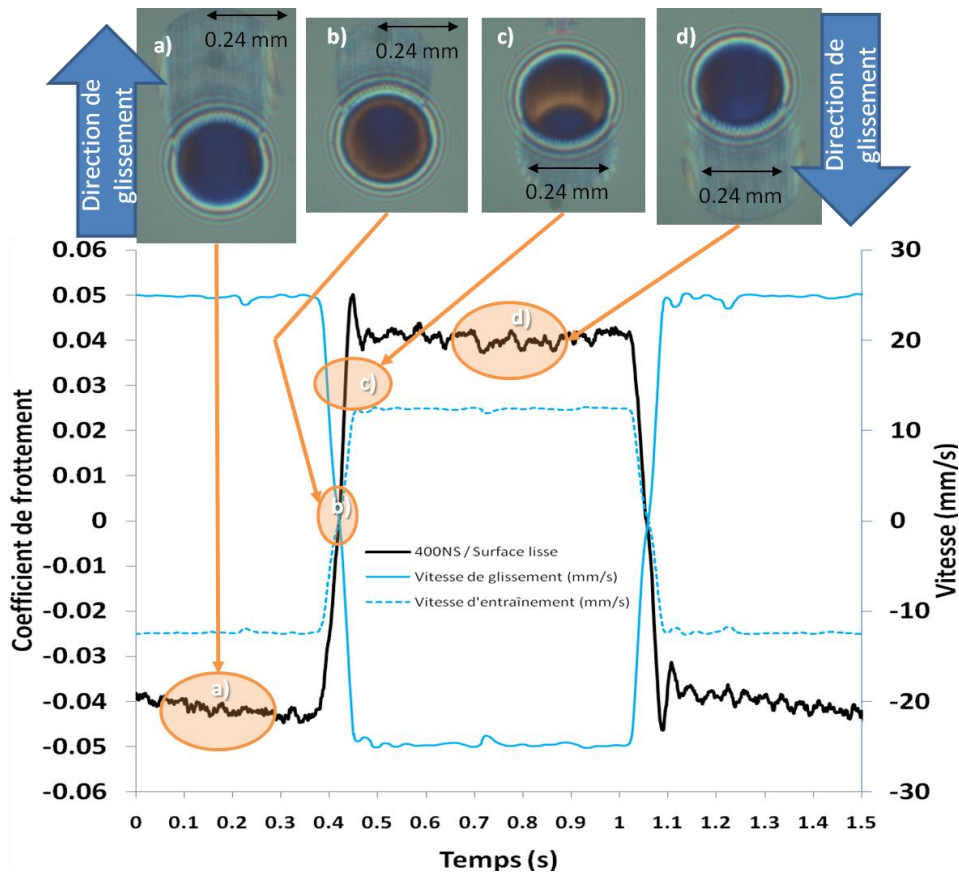 Direction de
glissement
a)
0.24 mm
b)
0.24 mm
c)
0.24 mm
d)
0.24 mm
Direction de
glissement
0.06
0.05
0.04
0.03
0.02
0.01
0
-0.01
-0.02
-0.03
-0.04
-0.05
-0.06
Coefficient de frottement
30
20
10
0
-10
-20
-30
Vitesse (mm/s)
d)
c)
b)
a)
400NS / Surface lisse
Vitesse de glissement (mm/s)
Vitesse d'entraînement (mm/s)
0 0.1 0.2 0.3 0.4 0.5 0.6 0.7 0.8 0.9 1 1.1 1.2 1.3 1.4 1.5
Temps (s)